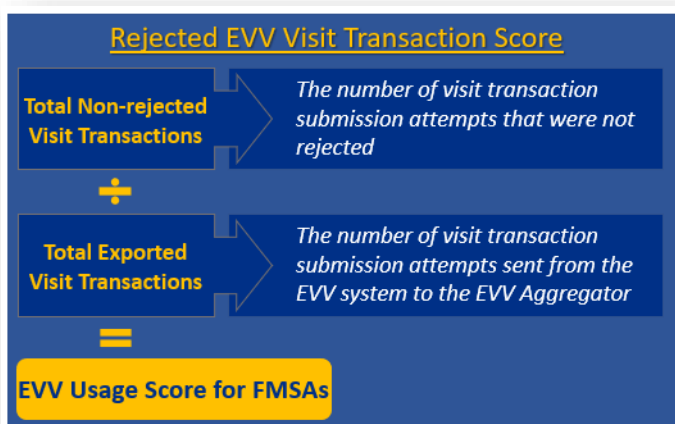 Rejected EVV Visit Transaction Score
Total Non-rejected
Visit Transactions
The number of visit transaction
submission attempts that were not
rejected
÷
Total Exported
Visit Transactions
The number of visit transaction
submission attempts sent from the
EVV system to the EVV Aggregator
=
EVV Usage Score for FMSAs